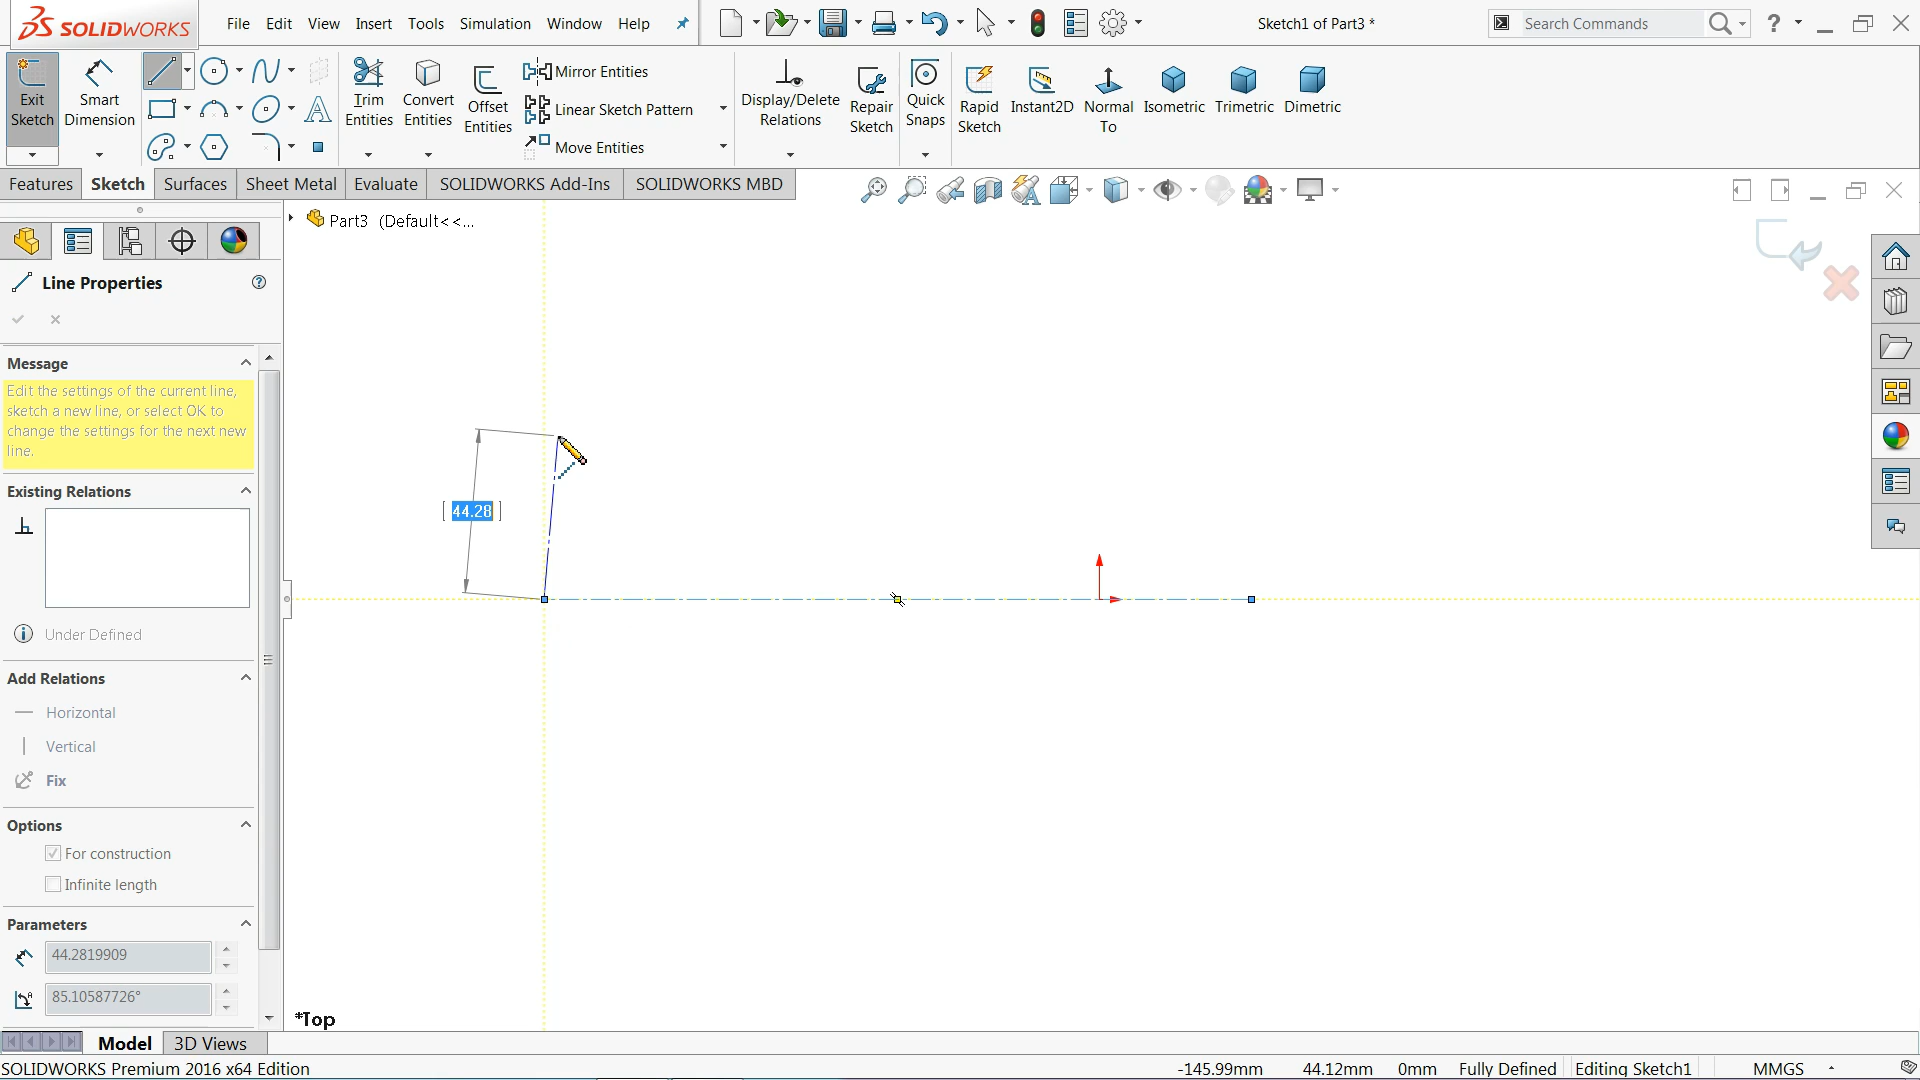 SOLIDWORKS
File Edit View Insert Tools Simulation Window Help
Sketch1 of Part3 *
Search Commands
?
Exit Sketch
Smart Dimension
Trim Entities
Convert Entities
Offset Entities
Mirror Entities
Linear Sketch Pattern
Move Entities
Display/Delete Relations
Repair Sketch
Quick Snaps
Rapid Sketch
Instant2D
Normal To
Isometric
Trimetric
Dimetric
Features Sketch Surfaces Sheet Metal Evaluate SOLIDWORKS Add-Ins SOLIDWORKS MBD
Part3 (Default<<...
Line Properties
?
Message
Edit the settings of the current line,
sketch a new line, or select OK to
change the settings for the next new
line.
Existing Relations
Under Defined
Add Relations
Horizontal
Vertical
Fix
Options
For construction
Infinite length
Parameters
44.2819909
85.10587726°
[ 44.28 ]
*Top
Model 3D Views
SOLIDWORKS Premium 2016 x64 Edition
-145.99mm 44.12mm 0mm Fully Defined Editing Sketch1 MMGS